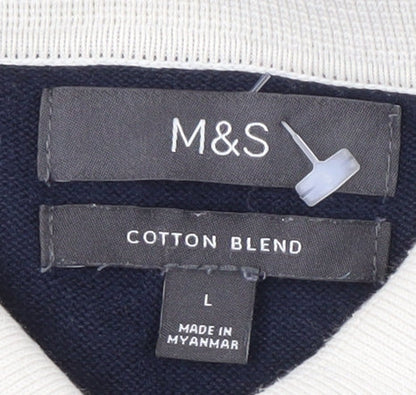 M&S
COTTON BLEND
L
MADE IN
MYANMAR